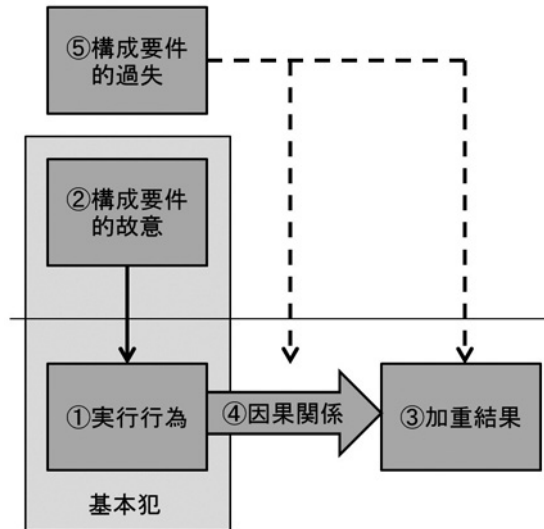 ⑤構成要件
的過失
②構成要件
的故意
①実行行為
④因果関係
③加重結果
基本犯